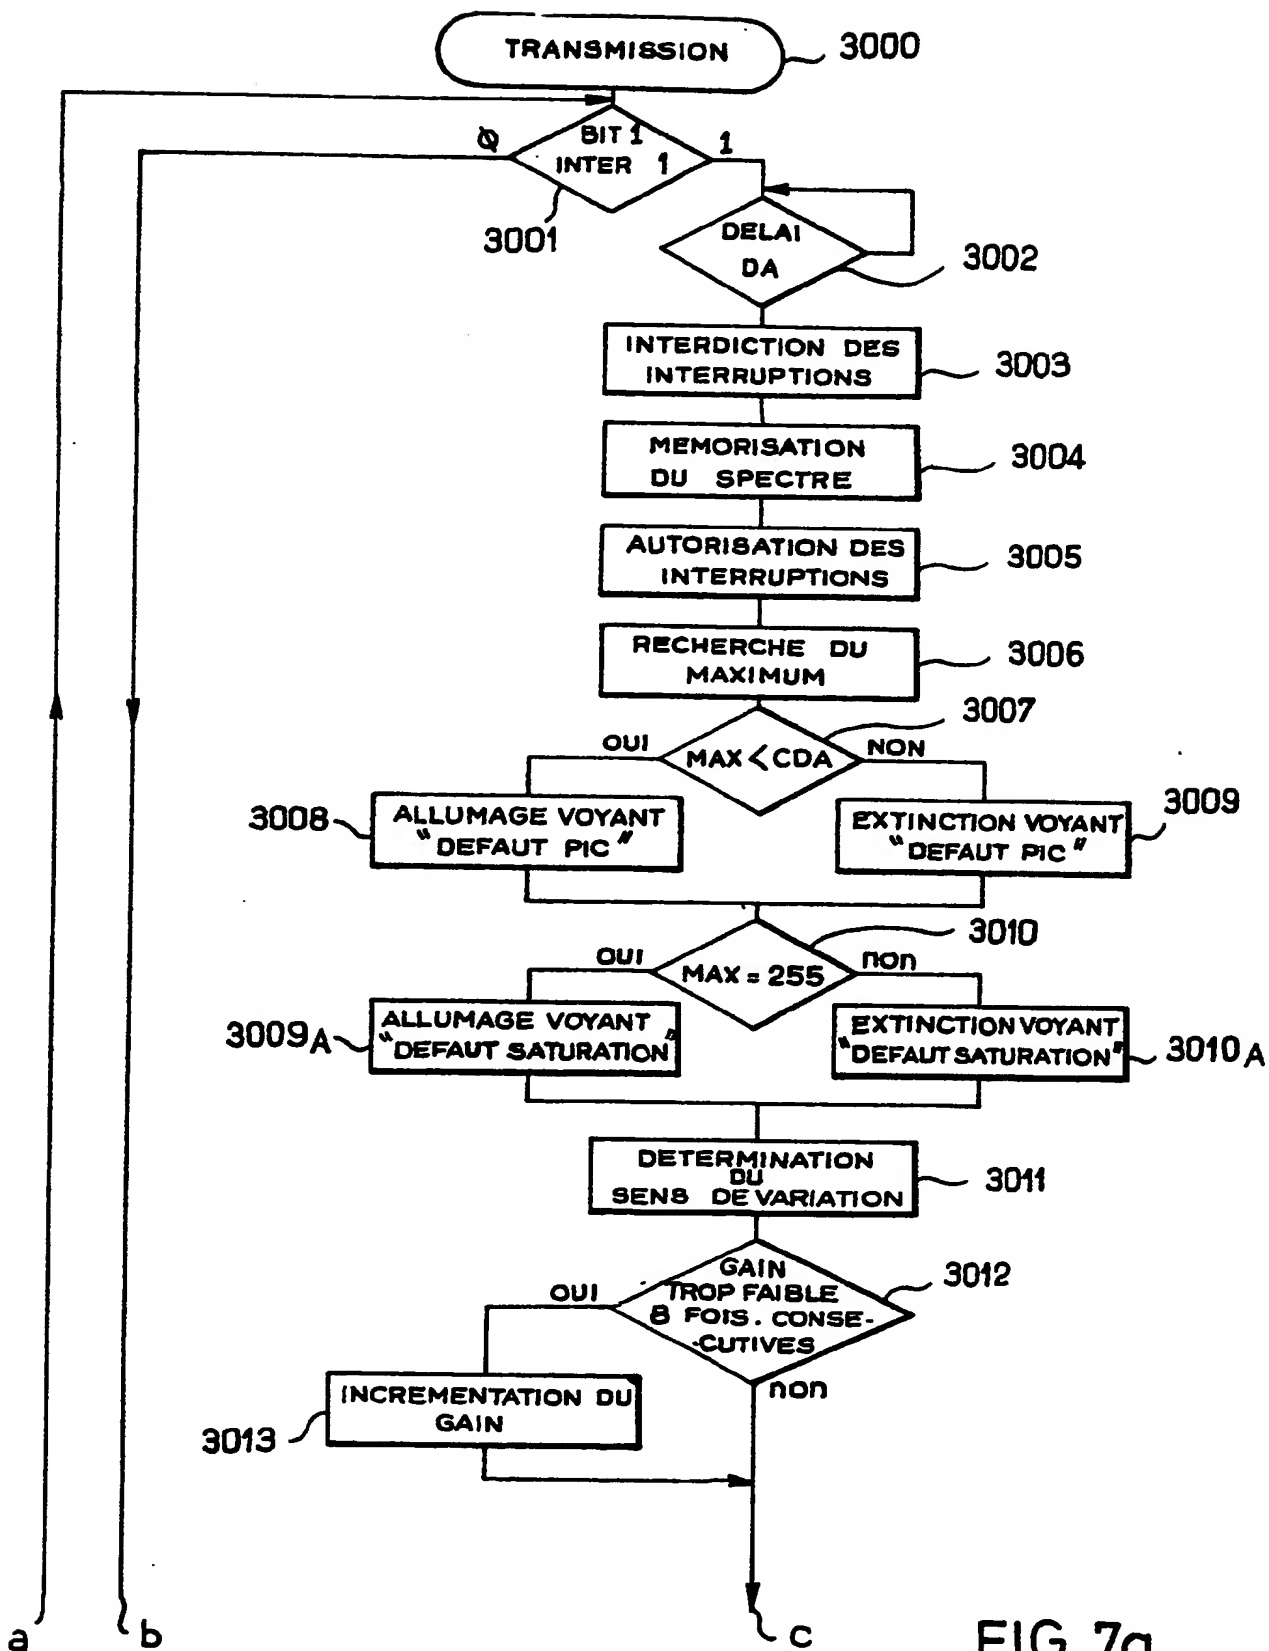 TRANSMISSION
3000
Ø
BIT 1
INTER 1
1
3001
DELAI
DA
3002
INTERDICTION DES
INTERRUPTIONS
3003
MEMORISATION
DU SPECTRE
3004
AUTORISATION DES
INTERRUPTIONS
3005
RECHERCHE DU
MAXIMUM
3006
3007
OUI
MAX < CDA
NON
3008
ALLUMAGE VOYANT
"DEFAUT PIC"
EXTINCTION VOYANT
"DEFAUT PIC"
3009
3010
OUI
MAX = 255
non
3009A
ALLUMAGE VOYANT
"DEFAUT SATURATION"
EXTINCTION VOYANT
"DEFAUT SATURATION"
3010A
DETERMINATION
DU
SENS DE VARIATION
3011
OUI
GAIN
TROP FAIBLE
8 FOIS. CONSE-
-CUTIVES
3012
non
INCREMENTATION DU
GAIN
3013
a
b
c
FIG. 7a